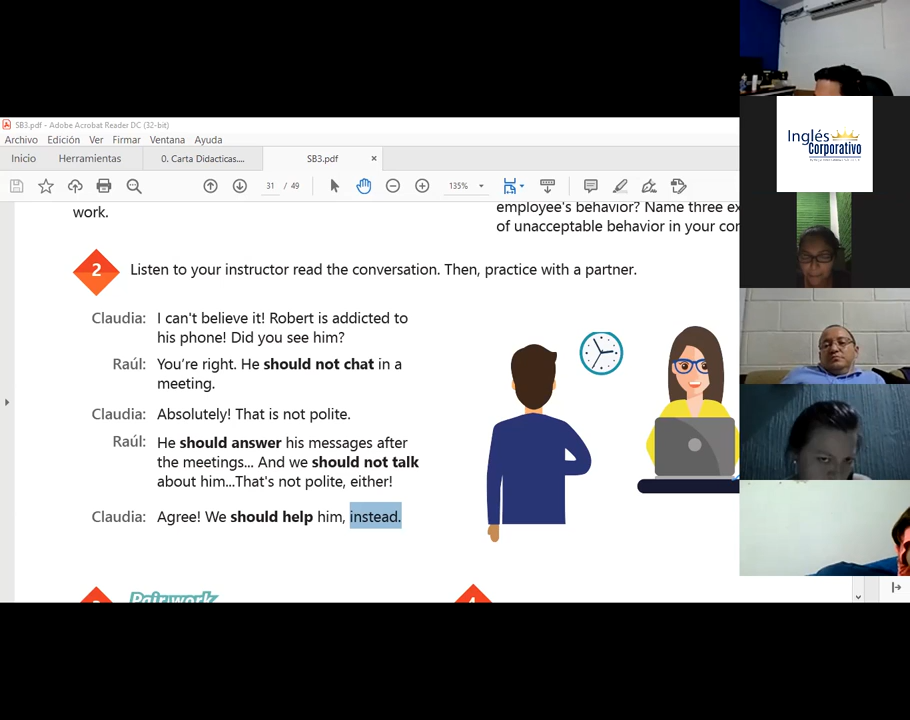 SB3.pdf - Adobe Acrobat Reader DC (32-bit)
Archivo Edición Ver Firmar Ventana Ayuda
Inicio Herramientas 0. Carta Didacticas.... SB3.pdf ×
31 / 49 135%
work.
employee's behavior? Name three ex
of unacceptable behavior in your cor
2 Listen to your instructor read the conversation. Then, practice with a partner.
Claudia: I can't believe it! Robert is addicted to
his phone! Did you see him?
Raúl: You're right. He should not chat in a
meeting.
Claudia: Absolutely! That is not polite.
Raúl: He should answer his messages after
the meetings... And we should not talk
about him...That's not polite, either!
Claudia: Agree! We should help him, instead.
Pair work
Inglés
Corporativo